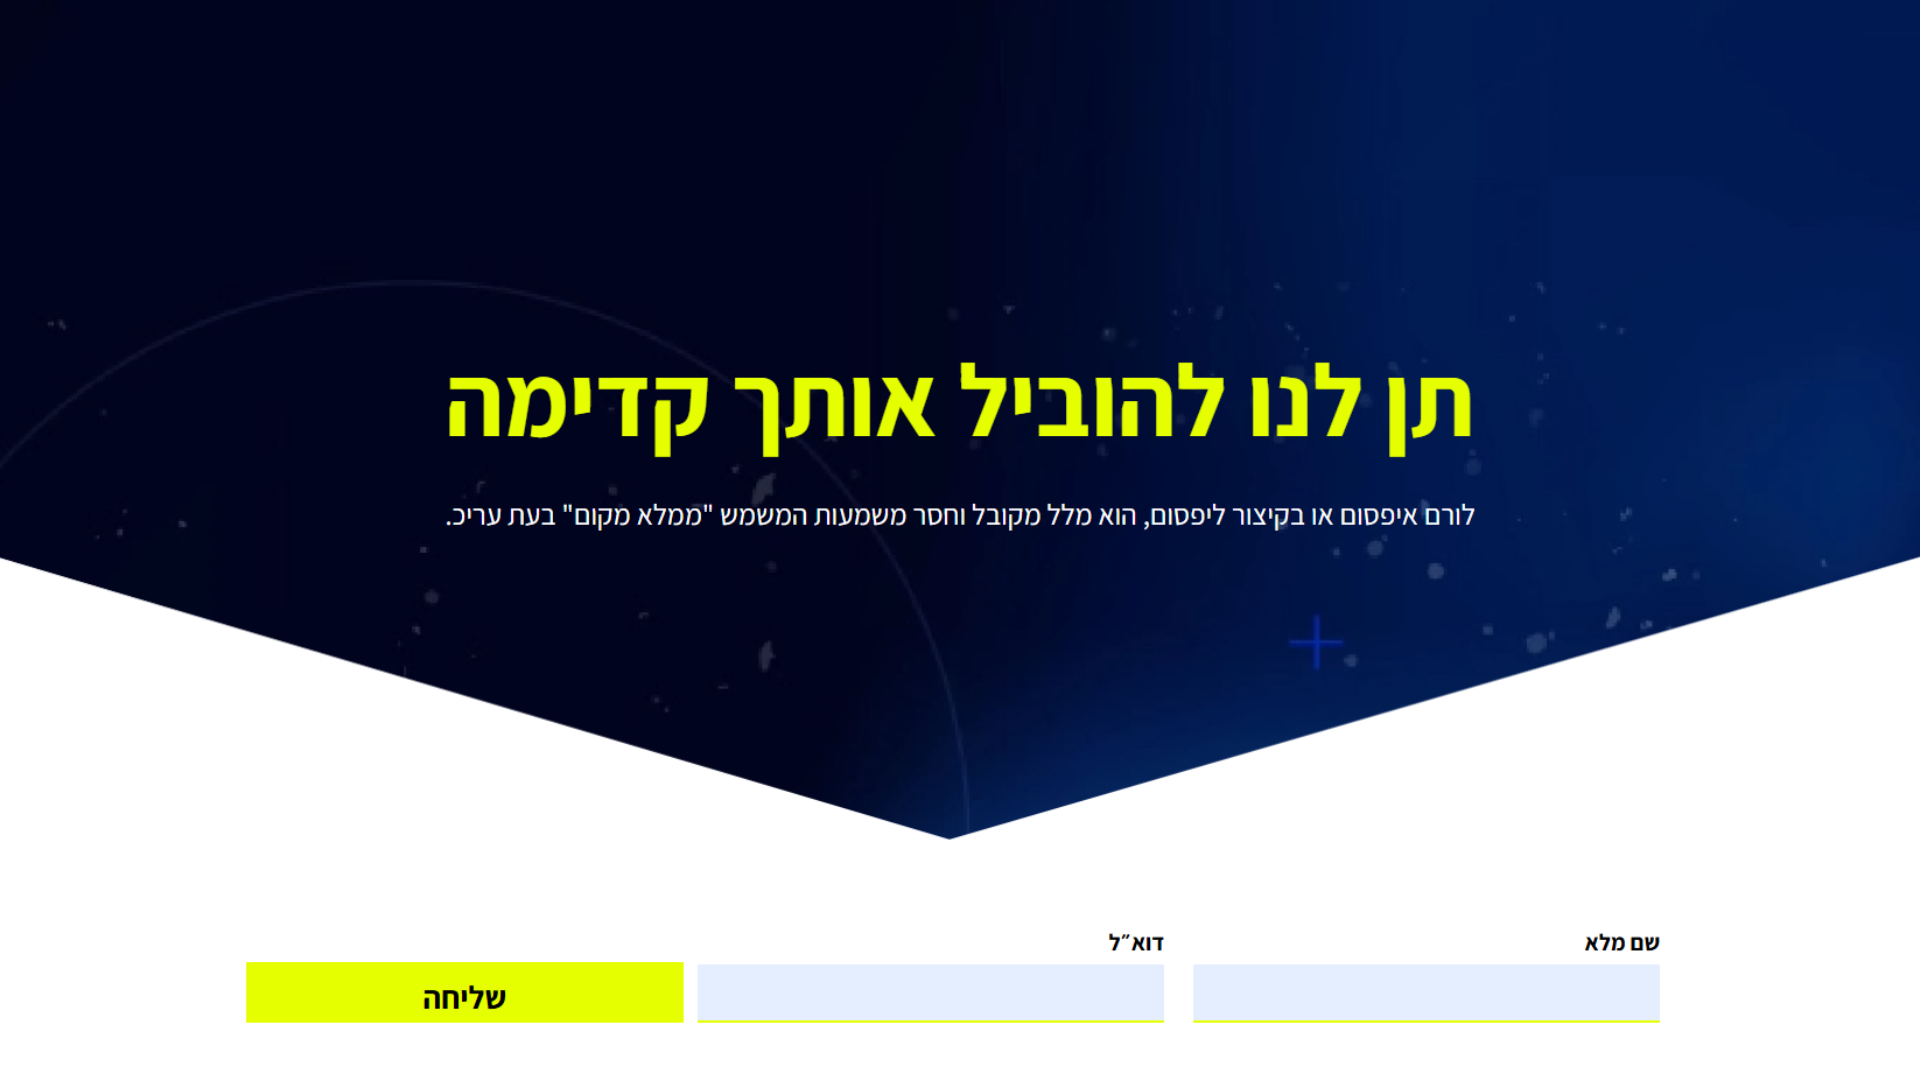 תן לנו להוביל אותך קדימה
לורם איפסום או בקיצור ליפסום, הוא מלל מקובל וחסר משמעות המשמש "ממלא מקום" בעת עריכ.
שם מלא
דוא״ל
שליחה